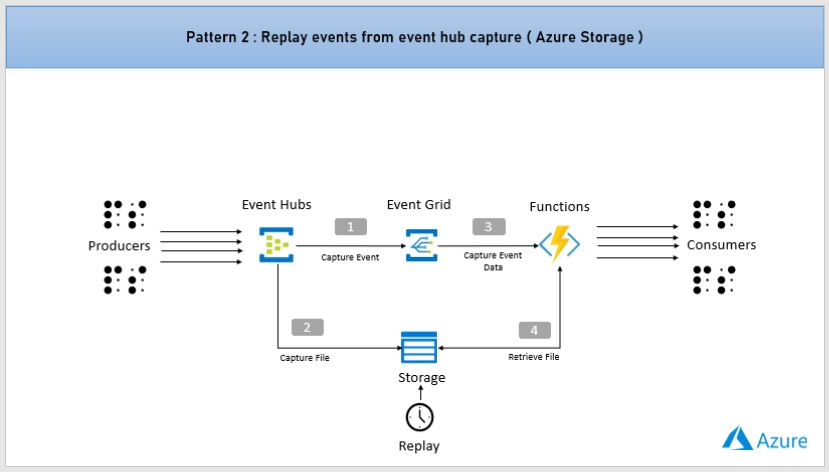 Pattern 2 : Replay events from event hub capture ( Azure Storage )
Event Hubs
Event Grid
Functions
1
3
Producers
Consumers
Capture Event
Capture Event
Data
2
4
Capture File
Retrieve File
Storage
Replay
Azure